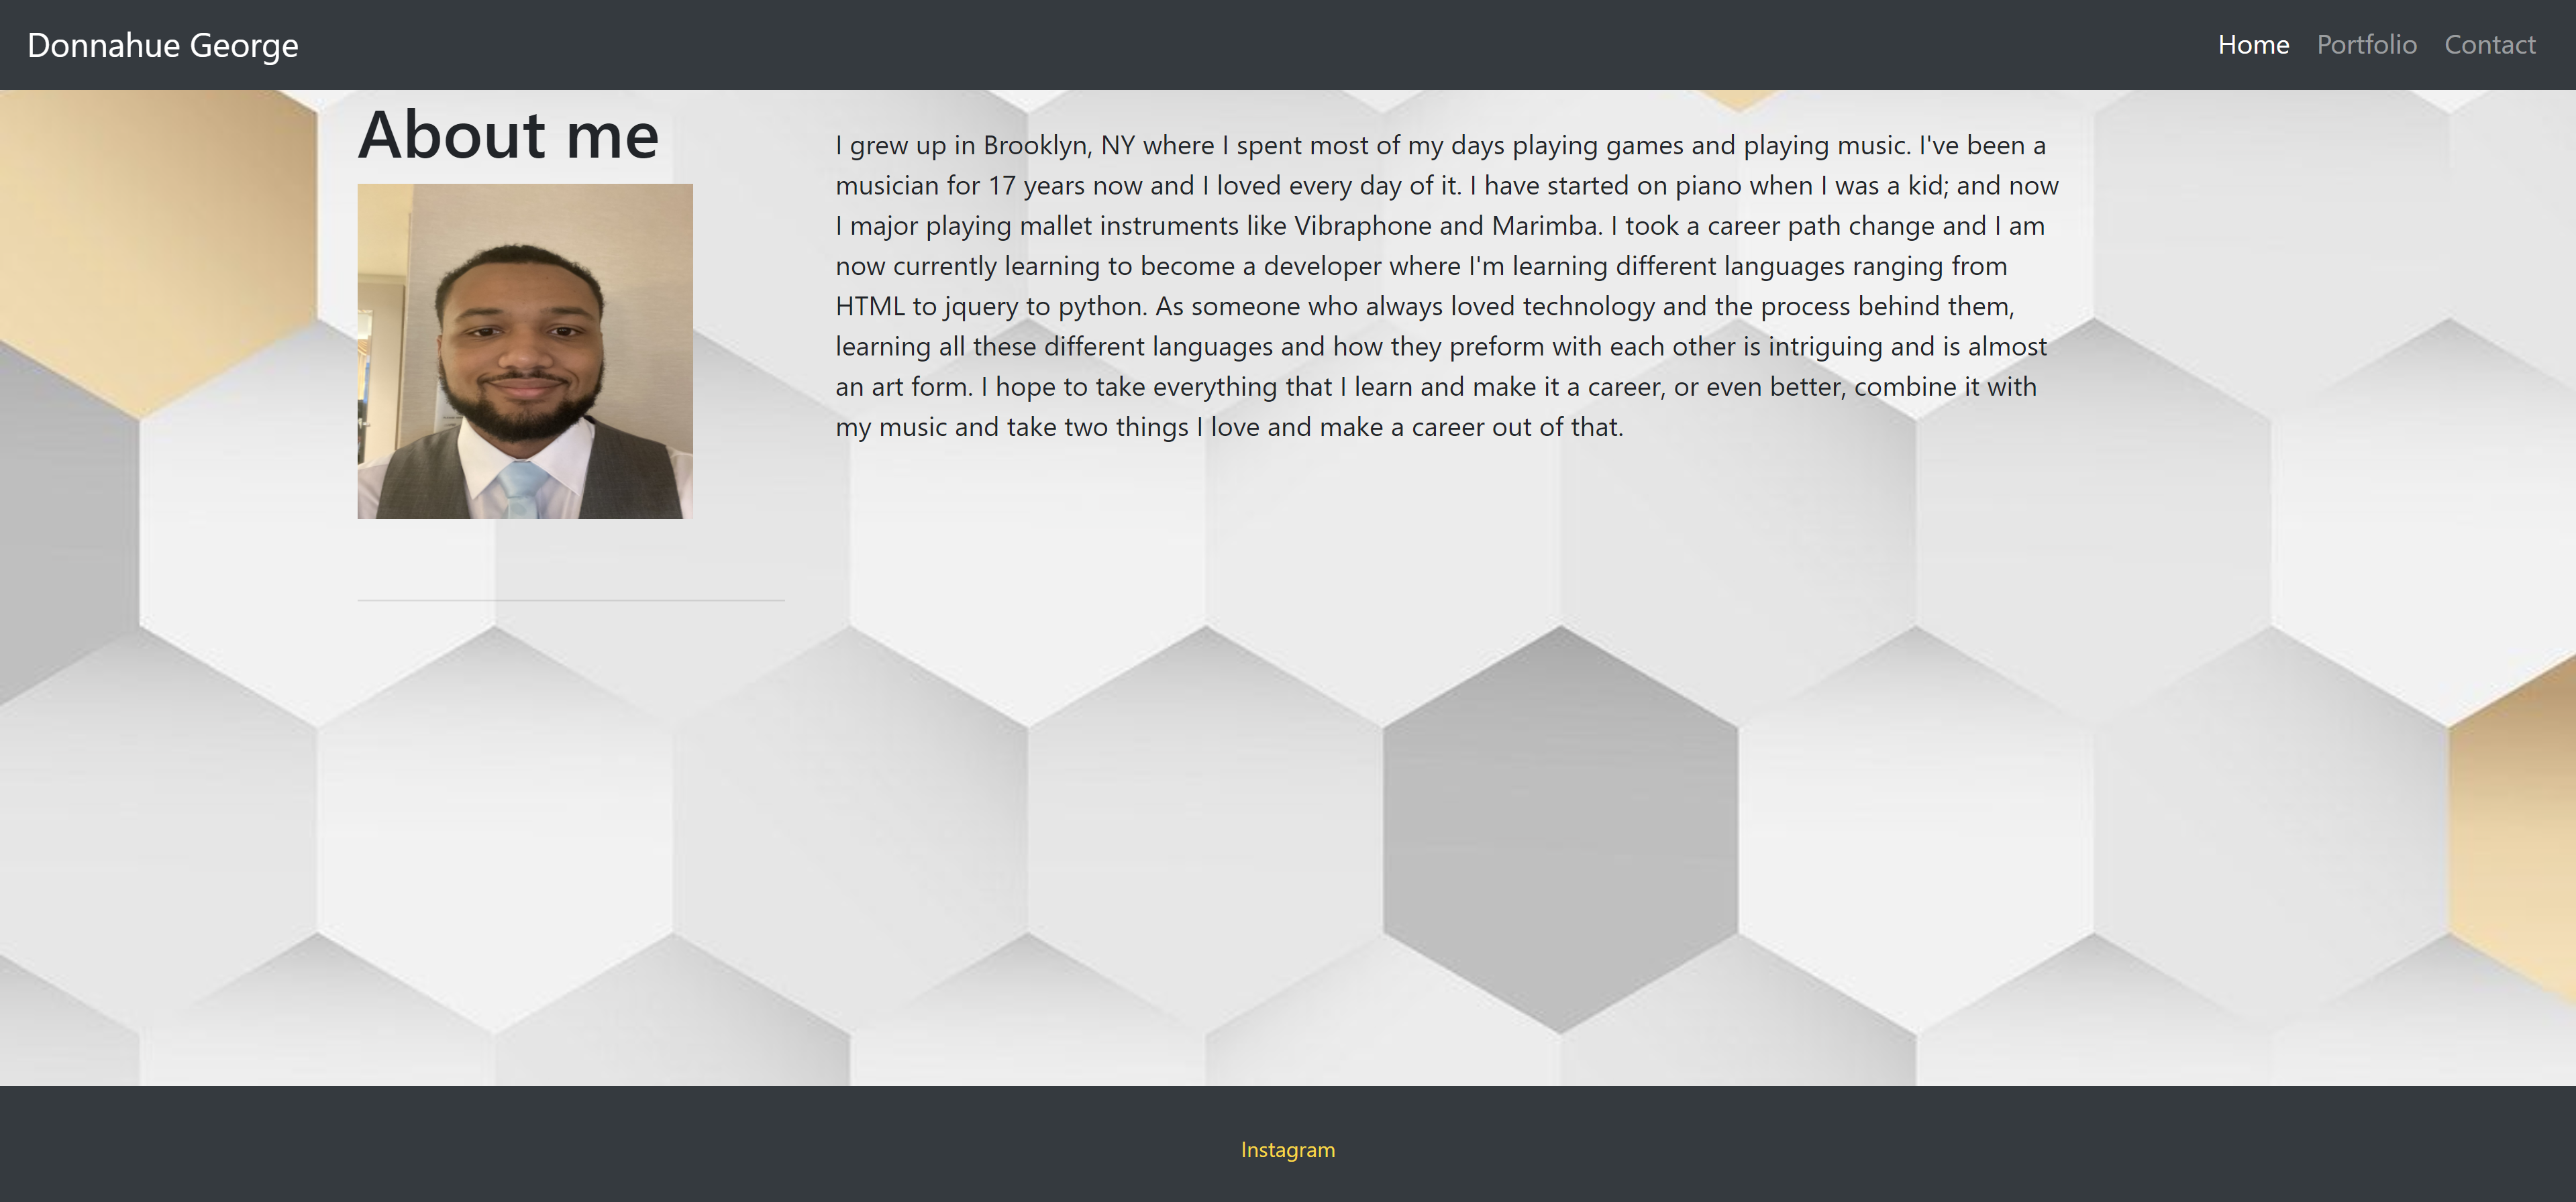 Donnahue George
Home Portfolio Contact
About me
I grew up in Brooklyn, NY where I spent most of my days playing games and playing music. I've been a
musician for 17 years now and I loved every day of it. I have started on piano when I was a kid; and now
I major playing mallet instruments like Vibraphone and Marimba. I took a career path change and I am
now currently learning to become a developer where I'm learning different languages ranging from
HTML to jquery to python. As someone who always loved technology and the process behind them,
learning all these different languages and how they preform with each other is intriguing and is almost
an art form. I hope to take everything that I learn and make it a career, or even better, combine it with
my music and take two things I love and make a career out of that.
Instagram